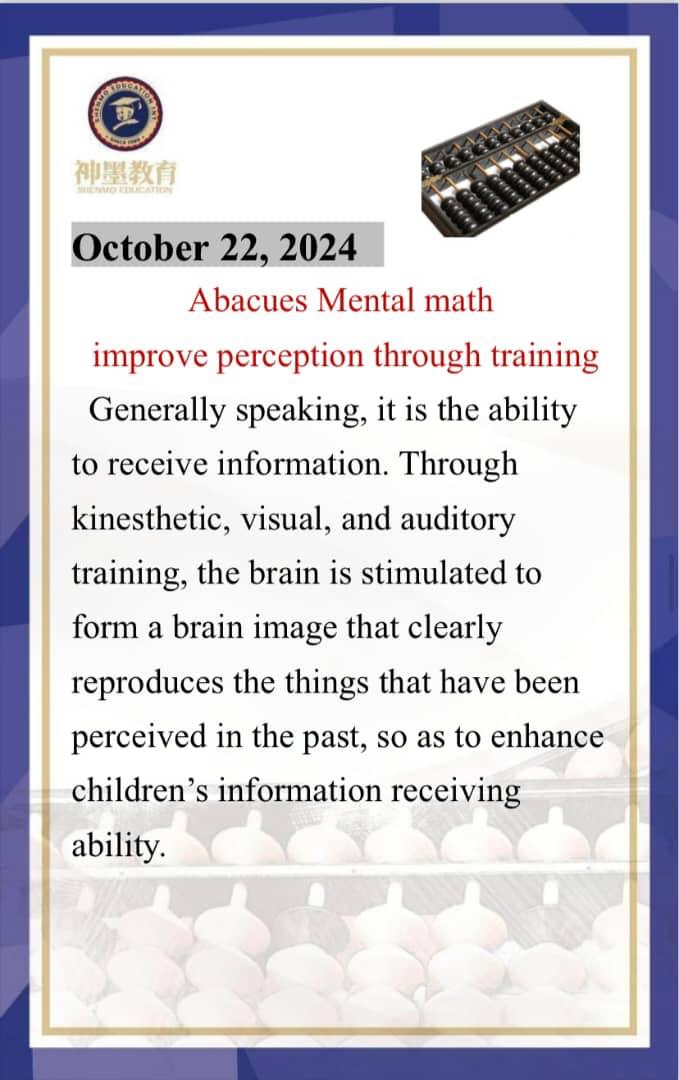 SHENMO EDUCATION INT
SINCE
神墨教育
SHENMO EDUCATION
October 22, 2024
Abacues Mental math
improve perception through training
Generally speaking, it is the ability
to receive information. Through
kinesthetic, visual, and auditory
training, the brain is stimulated to
form a brain image that clearly
reproduces the things that have been
perceived in the past, so as to enhance
children’s information receiving
ability.